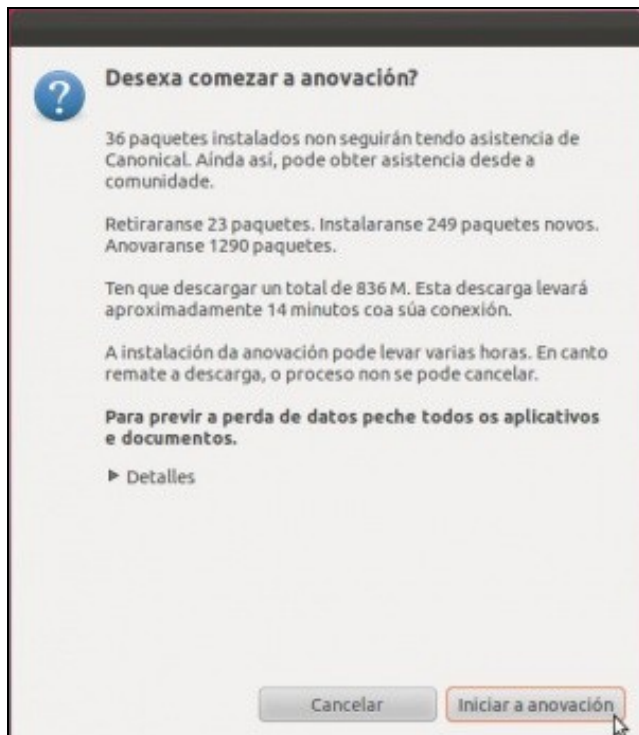 Desexa comezar a anovación?
36 paquetes instalados non seguirán tendo asistencia de
Canonical. Aínda así, pode obter asistencia desde a
comunidade.
Retiraranse 23 paquetes. Instalaranse 249 paquetes novos.
Anovaranse 1290 paquetes.
Ten que descargar un total de 836 M. Esta descarga levará
aproximadamente 14 minutos coa súa conexión.
A instalación da anovación pode levar varias horas. En canto
remate a descarga, o proceso non se pode cancelar.
Para previr a perda de datos peche todos os aplicativos
e documentos.
Detalles
Cancelar
Iniciar a anovación